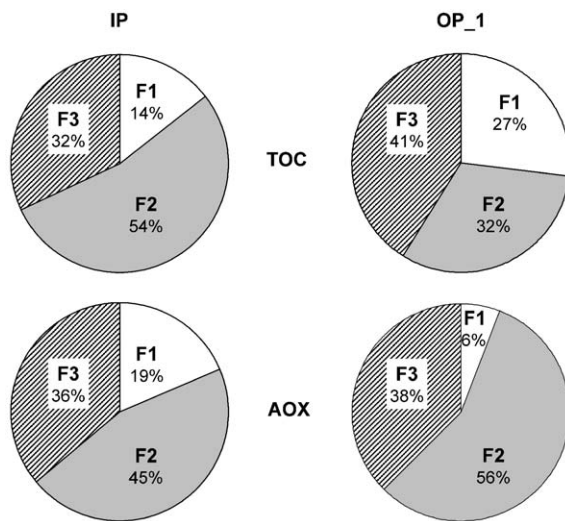 IP
OP_1
F1
14%
F3
32%
F2
54%
TOC
F1
27%
F3
41%
F2
32%
F1
19%
F3
36%
F2
45%
AOX
F1
6%
F3
38%
F2
56%